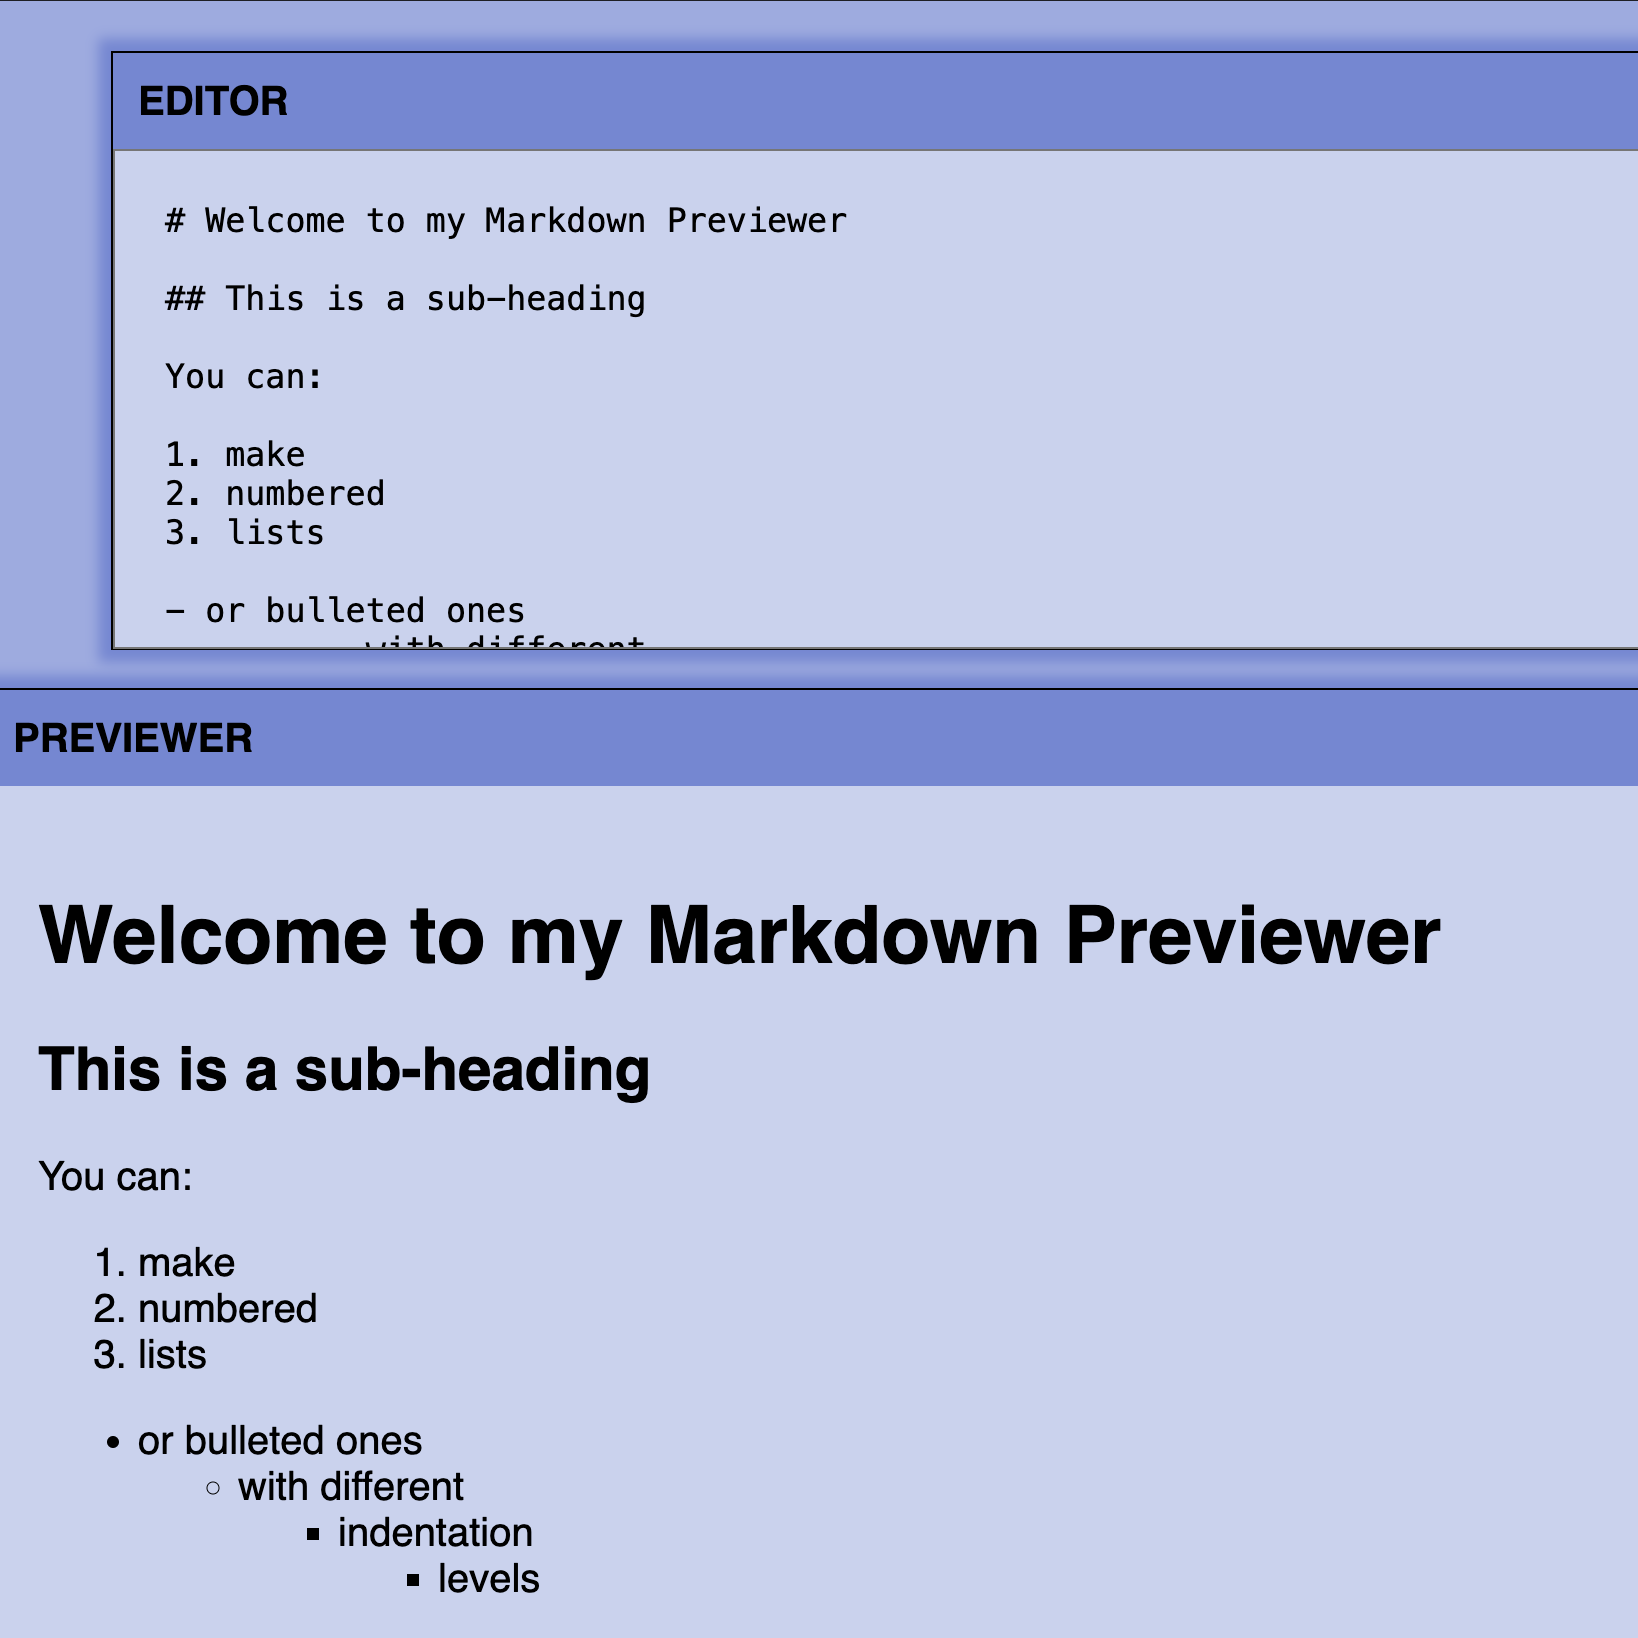 EDITOR
# Welcome to my Markdown Previewer
## This is a sub-heading
You can:
1. make
2. numbered
3. lists
- or bulleted ones
with different
PREVIEWER
Welcome to my Markdown Previewer
This is a sub-heading
You can:
1. make
2. numbered
3. lists
• or bulleted ones
◦ with different
▪ indentation
▪ levels